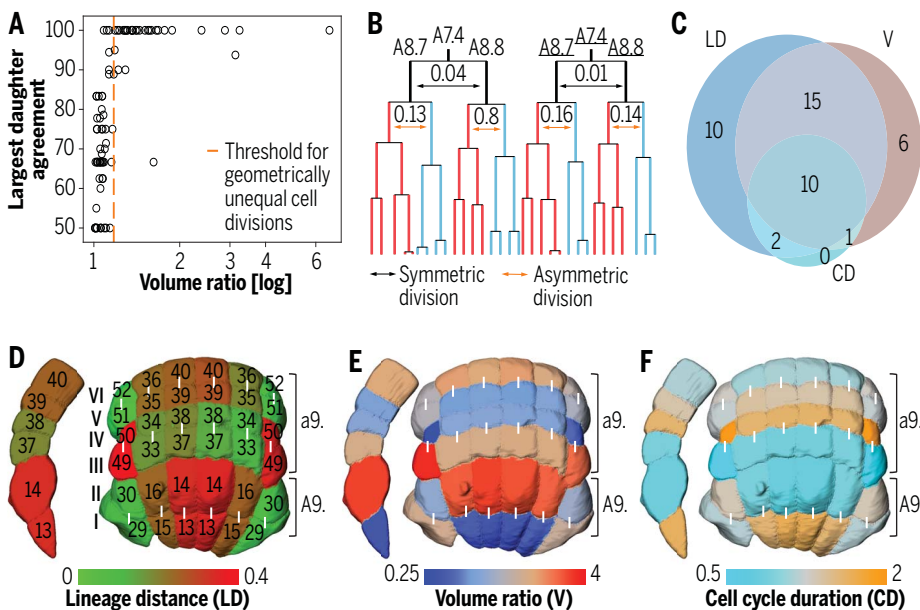 A
Largest daughter
agreement
100
90
80
70
60
50
1 2 3 4 6
Volume ratio [log]
Threshold for
geometrically
unequal cell
divisions
B
A7.4 A7.4
A8.7 A8.8 A8.7 A8.8
0.04 0.01
0.13 0.8 0.16 0.14
Symmetric
division
Asymmetric
division
C
LD V
10 15 6
10
2 0 1
CD
D
40
39
38
37
14
13
VI
V
IV
III
II
I
52 36 40 40 36 52
35 39 39 35
51 34 38 38 34 51
50 33 37 37 33 50
49 49
30 16 14 14 16 30
29 15 13 13 15 29
a9.
A9.
0 0.4
Lineage distance (LD)
E
a9.
A9.
0.25 4
Volume ratio (V)
F
a9.
A9.
0.5 2
Cell cycle duration (CD)